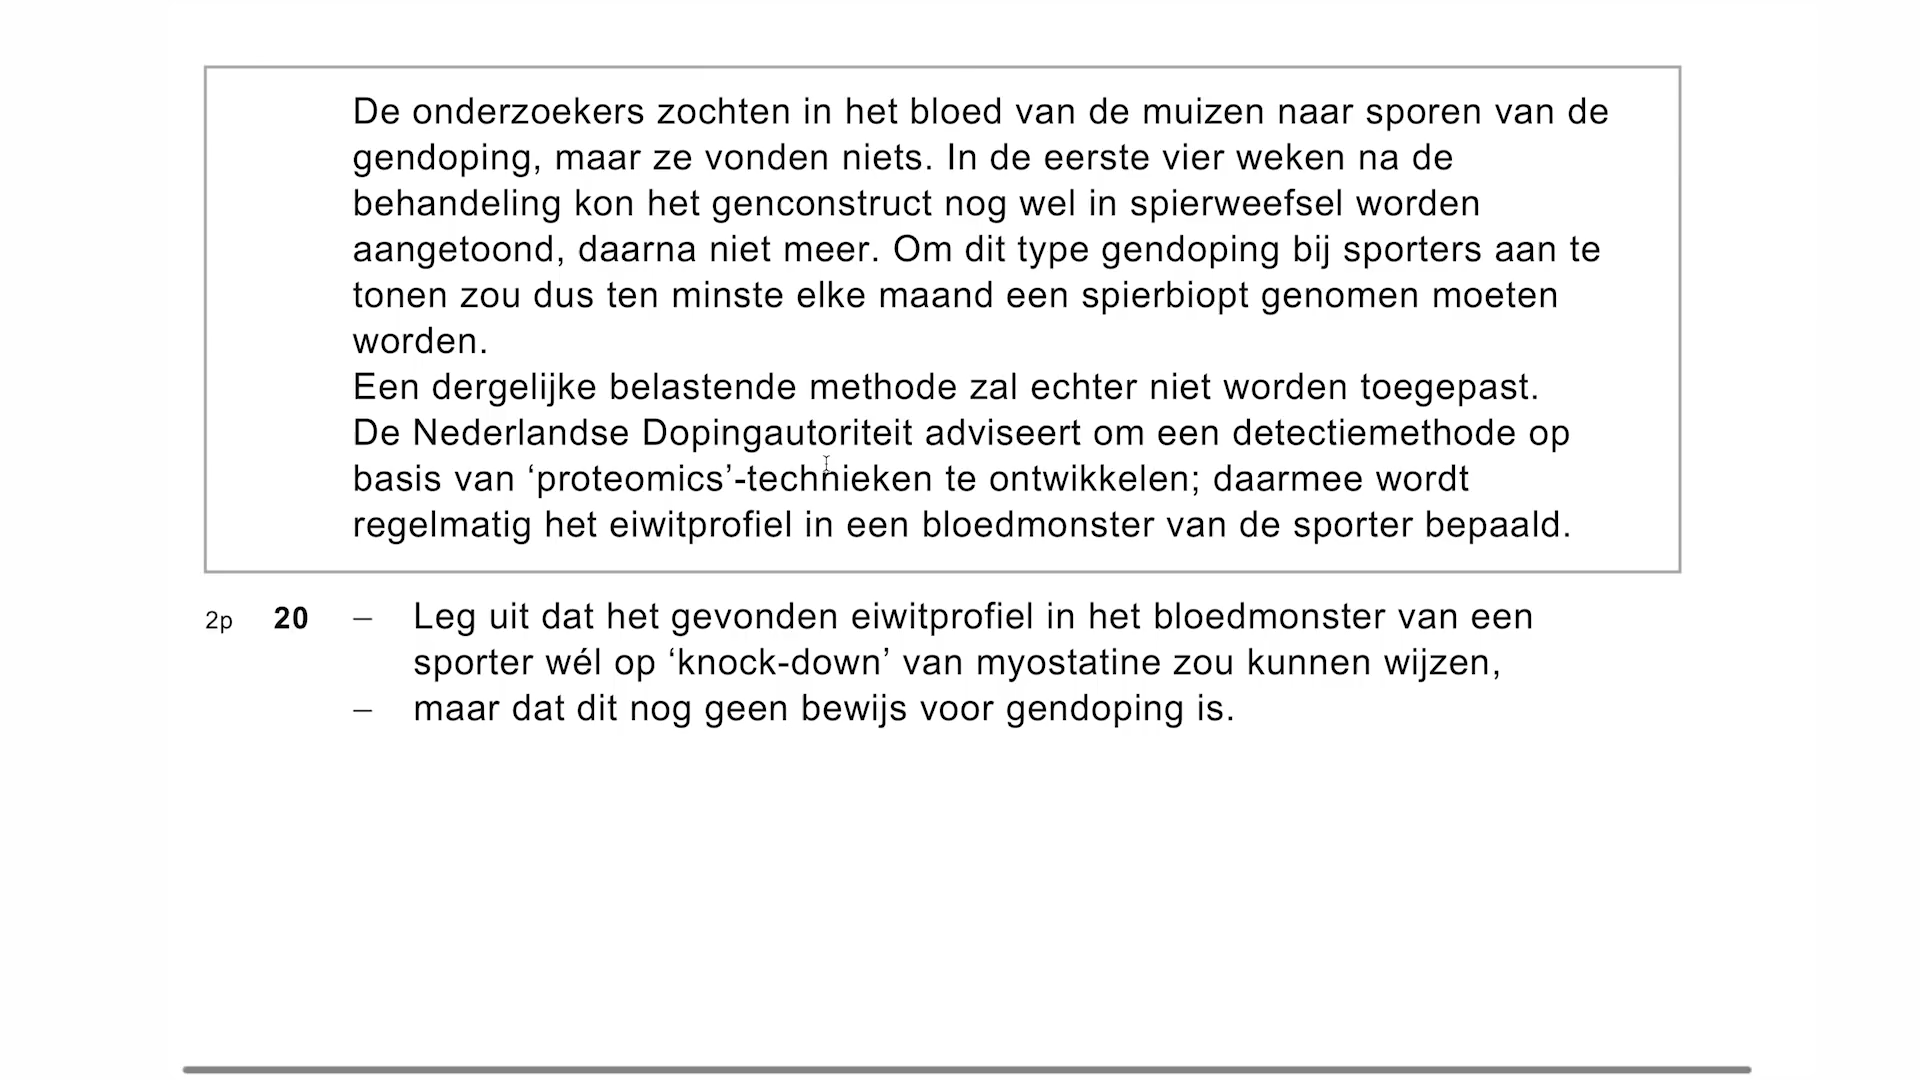 De onderzoekers zochten in het bloed van de muizen naar sporen van de
gendoping, maar ze vonden niets. In de eerste vier weken na de
behandeling kon het genconstruct nog wel in spierweefsel worden
aangetoond, daarna niet meer. Om dit type gendoping bij sporters aan te
tonen zou dus ten minste elke maand een spierbiopt genomen moeten
worden.
Een dergelijke belastende methode zal echter niet worden toegepast.
De Nederlandse Dopingautoriteit adviseert om een detectiemethode op
basis van ‘proteomics’-technieken te ontwikkelen; daarmee wordt
regelmatig het eiwitprofiel in een bloedmonster van de sporter bepaald.
2p 20 – Leg uit dat het gevonden eiwitprofiel in het bloedmonster van een
sporter wél op ‘knock-down’ van myostatine zou kunnen wijzen,
– maar dat dit nog geen bewijs voor gendoping is.